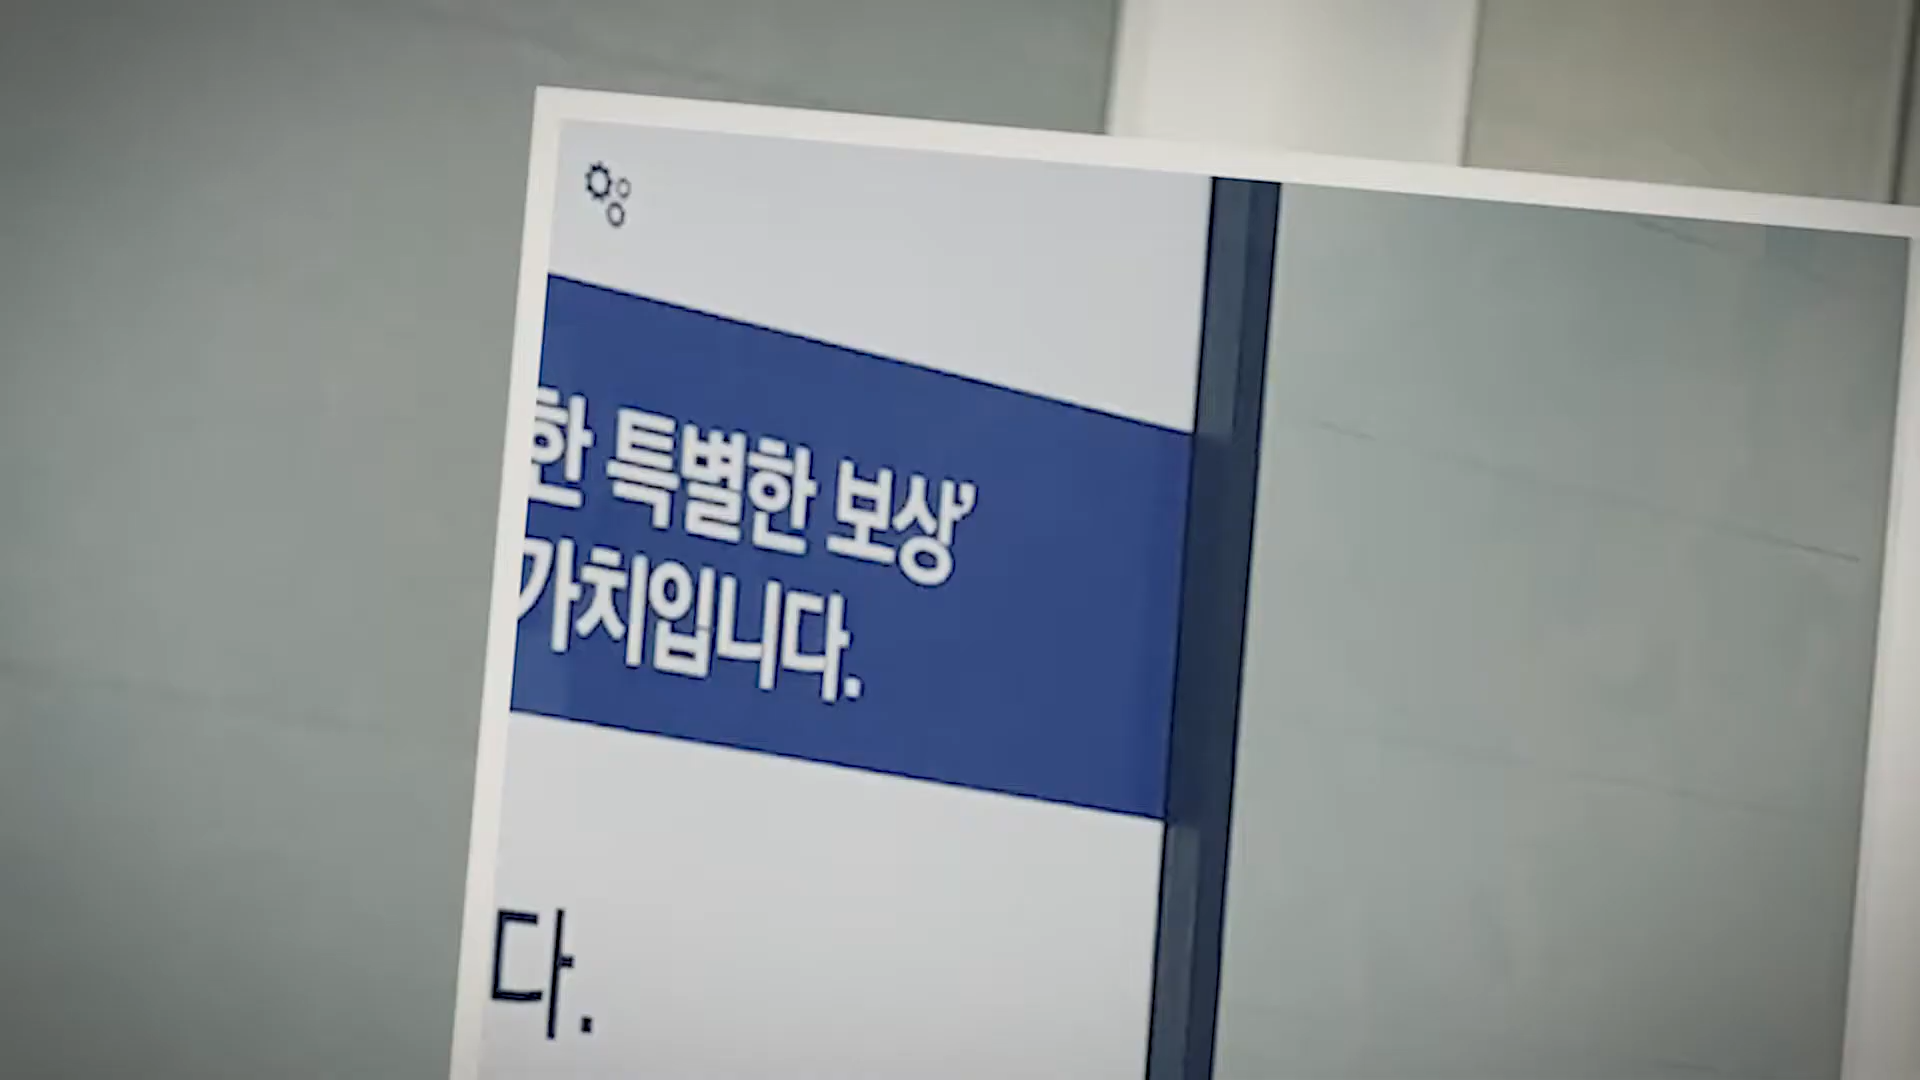 한 특별한 보상’
가치입니다.
다.